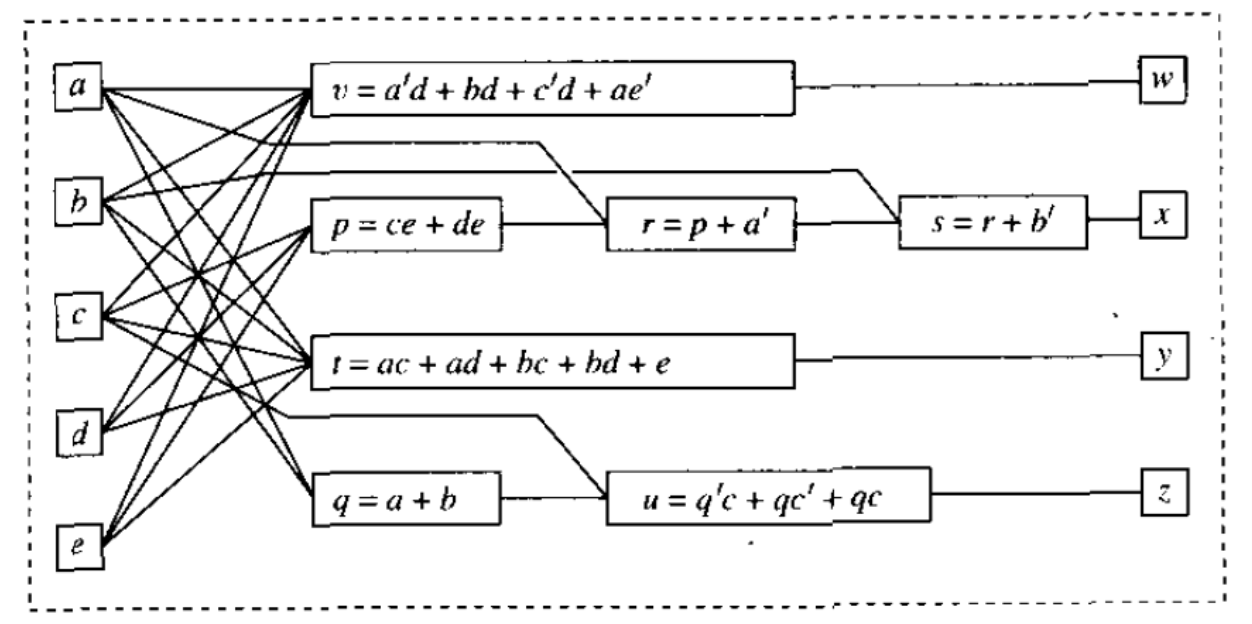 a
v = a′d + bd + c′d + ae′
w
b
p = ce + de
r = p + a′
s = r + b′
x
c
t = ac + ad + bc + bd + e
y
d
q = a + b
u = q′c + qc′ + qc
z
e